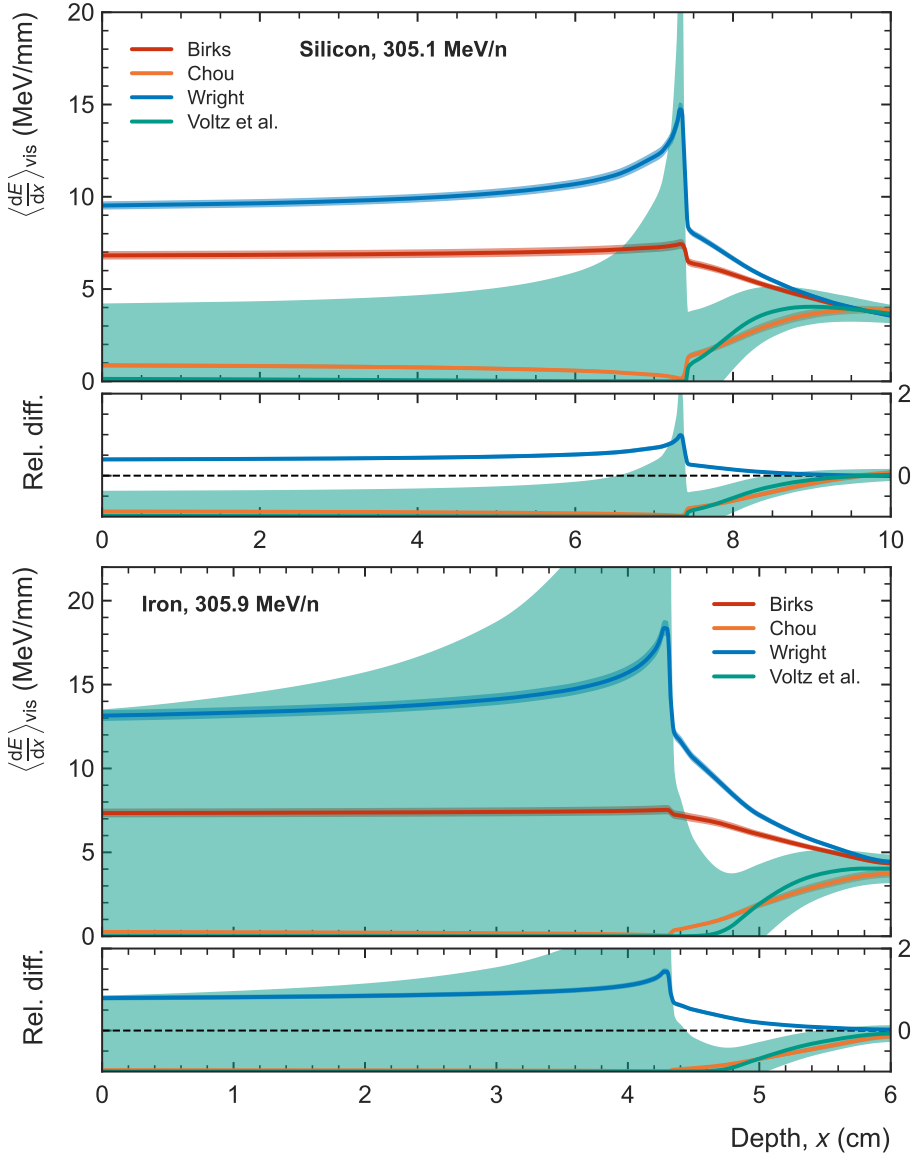 20
Birks
Silicon, 305.1 MeV/n
Chou
15
Wright
Voltz et al.
⟨dE/dx⟩vis (MeV/mm)
10
5
0
Rel. diff.
2
0
0 2 4 6 8 10
20
Iron, 305.9 MeV/n
Birks
Chou
Wright
Voltz et al.
⟨dE/dx⟩vis (MeV/mm)
15
10
5
0
Rel. diff.
2
0
0 1 2 3 4 5 6
Depth, x (cm)